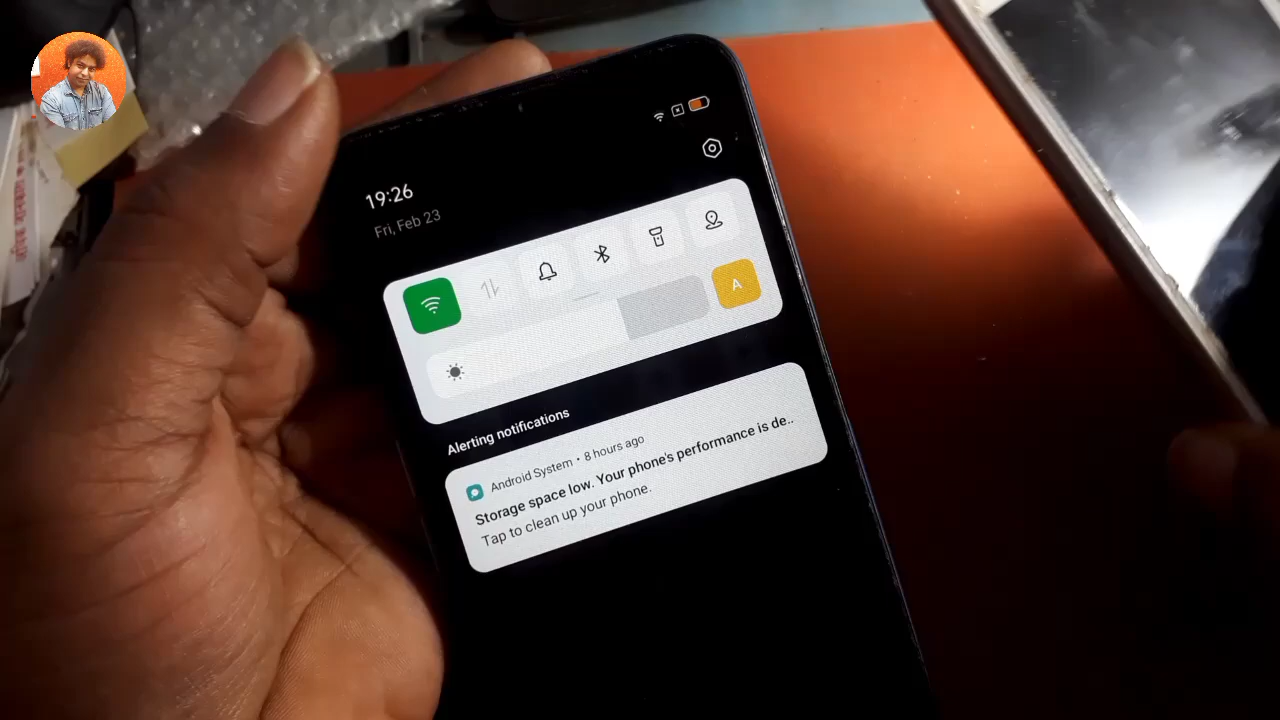 19:26
Fri, Feb 23
A
Alerting notifications
Android System • 8 hours ago
Storage space low. Your phone's performance is de..
Tap to clean up your phone.